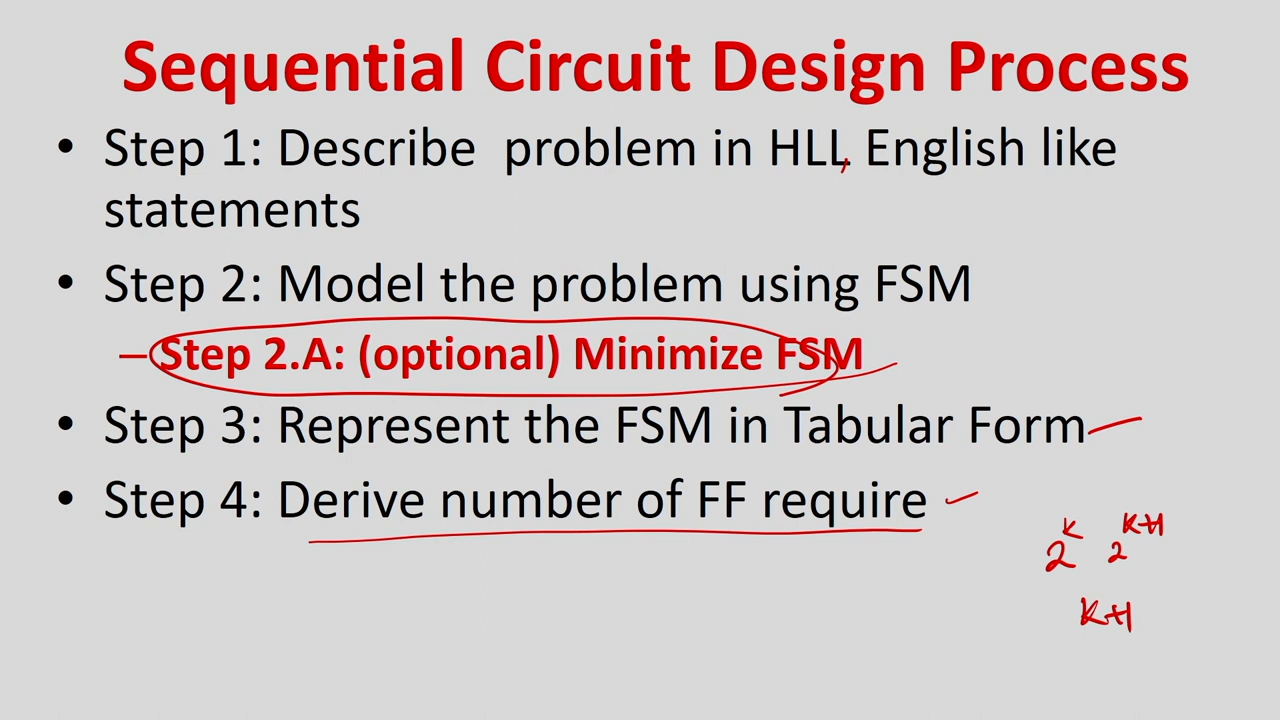 Sequential Circuit Design Process
• Step 1: Describe problem in HLL, English like
statements
• Step 2: Model the problem using FSM
– Step 2.A: (optional) Minimize FSM
• Step 3: Represent the FSM in Tabular Form
• Step 4: Derive number of FF require
2^k 2^k+1
k+1